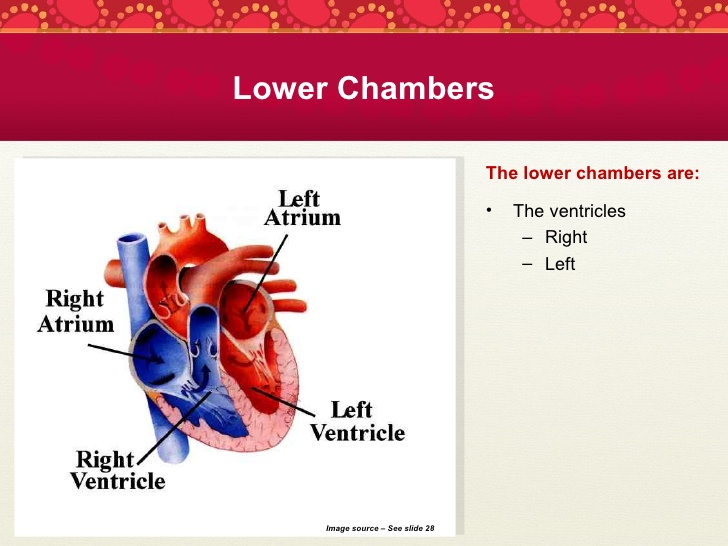 Lower Chambers
Left
Atrium
Right
Atrium
Left
Ventricle
Right
Ventricle
Image source – See slide 28
The lower chambers are:
• The ventricles
– Right
– Left